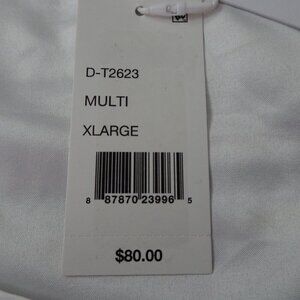 D-T2623
MULTI
XLARGE
8 87870 23996 5
$80.00